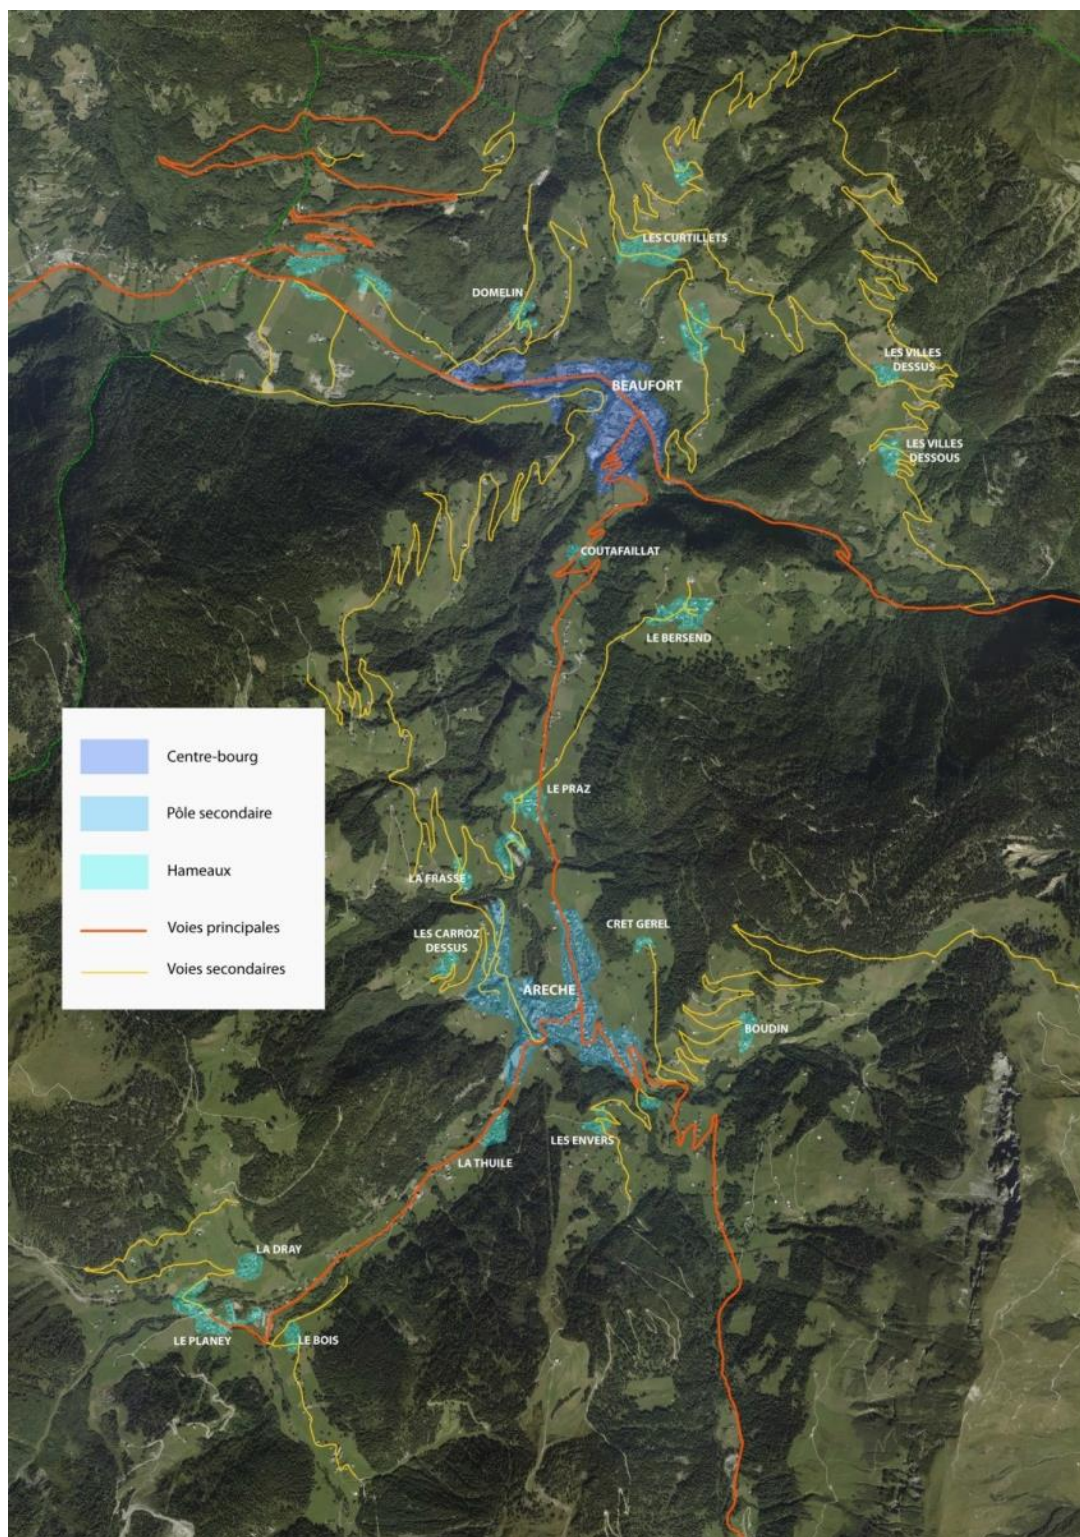 LES CURTILLETS
DOMELIN
LES VILLES
DESSUS
BEAUFORT
LES VILLES
DESSOUS
COUTAFAILLAT
LE BERSEND
Centre-bourg
Pôle secondaire
Hameaux
Voies principales
Voies secondaires
LE PRAZ
LA FRASSE
CRET GEREL
LES CARROZ
DESSUS
ARECHE
BOUDIN
LES ENVERS
LA THUILE
LA DRAY
LE PLANEY
LE BOIS